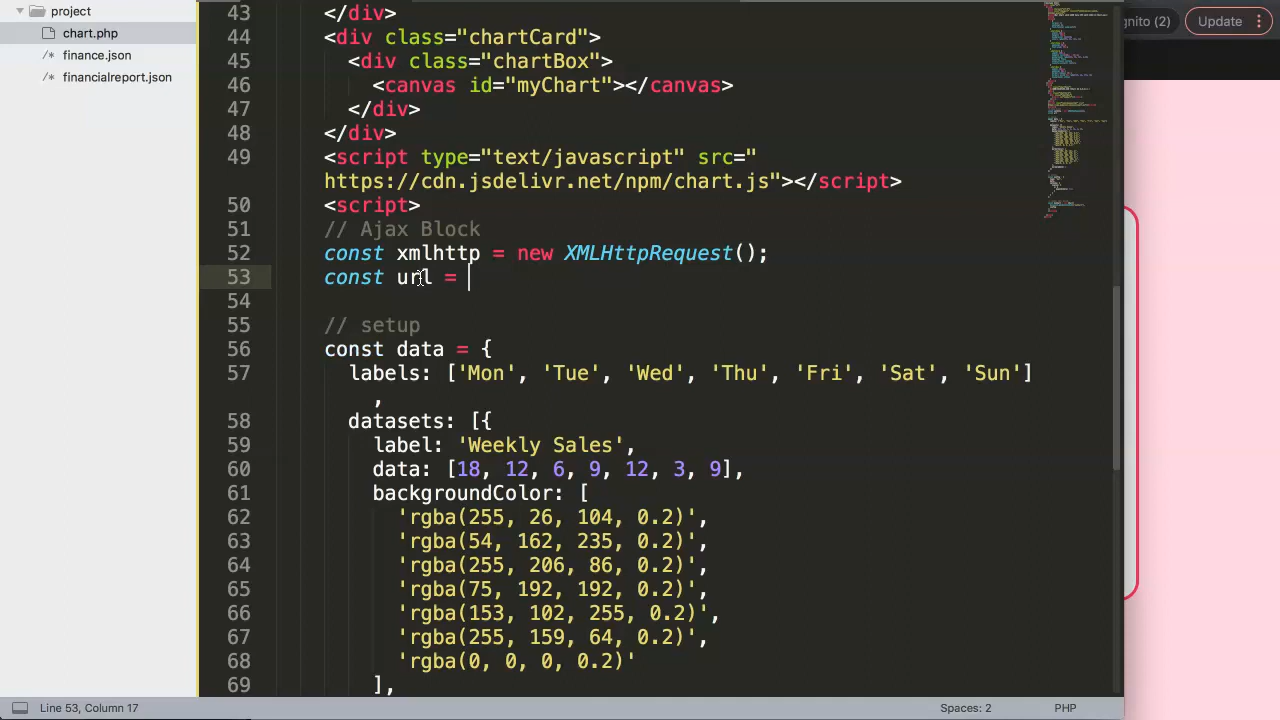 project
chart.php
finance.json
financialreport.json
43 </div>
44 <div class="chartCard">
45 <div class="chartBox">
46 <canvas id="myChart"></canvas>
47 </div>
48 </div>
49 <script type="text/javascript" src="
https://cdn.jsdelivr.net/npm/chart.js"></script>
50 <script>
51 // Ajax Block
52 const xmlhttp = new XMLHttpRequest();
53 const url =
54
55 // setup
56 const data = {
57 labels: ['Mon', 'Tue', 'Wed', 'Thu', 'Fri', 'Sat', 'Sun']
,
58 datasets: [{
59 label: 'Weekly Sales',
60 data: [18, 12, 6, 9, 12, 3, 9],
61 backgroundColor: [
62 'rgba(255, 26, 104, 0.2)',
63 'rgba(54, 162, 235, 0.2)',
64 'rgba(255, 206, 86, 0.2)',
65 'rgba(75, 192, 192, 0.2)',
66 'rgba(153, 102, 255, 0.2)',
67 'rgba(255, 159, 64, 0.2)',
68 'rgba(0, 0, 0, 0.2)'
69 ],
gnito (2)
Update
Line 53, Column 17
Spaces: 2
PHP